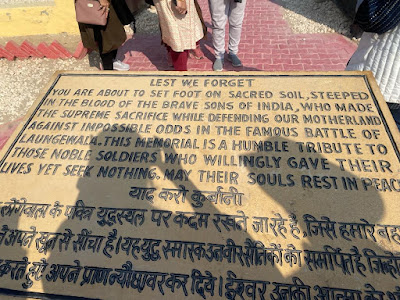 LEST WE FORGET
YOU ARE ABOUT TO SET FOOT ON SACRED SOIL, STEEPED
IN THE BLOOD OF THE BRAVE SONS OF INDIA, WHO MADE
THE SUPREME SACRIFICE WHILE DEFENDING OUR MOTHERLAND
AGAINST IMPOSSIBLE ODDS IN THE FAMOUS BATTLE OF
LAUNGEWALA. THIS MEMORIAL IS A HUMBLE TRIBUTE TO
THOSE NOBLE SOLDIERS WHO WILLINGLY GAVE THEIR
LIVES YET SEEK NOTHING. MAY THEIR SOULS REST IN PEACE
याद करो कुर्बानी
के पवित्र युद्धस्थल पर कदम रखने जा रहे है, जिसे हमारे बहा
ने अपने खून से सींचा है। यह युद्ध स्मारक उन वीर सैनिकों को समर्पित है जिन्हो
करते हुए अपने प्राण न्यौछावर कर दिये। ईश्वर उनकी